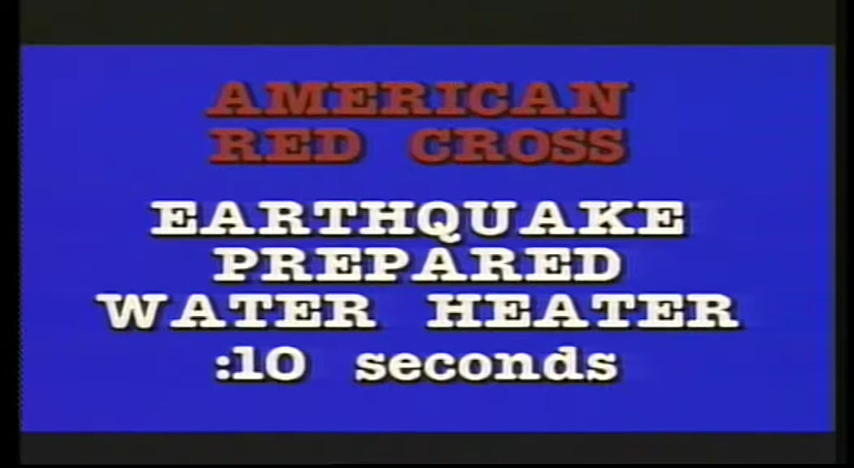 AMERICAN
RED CROSS
EARTHQUAKE
PREPARED
WATER HEATER
:10 seconds